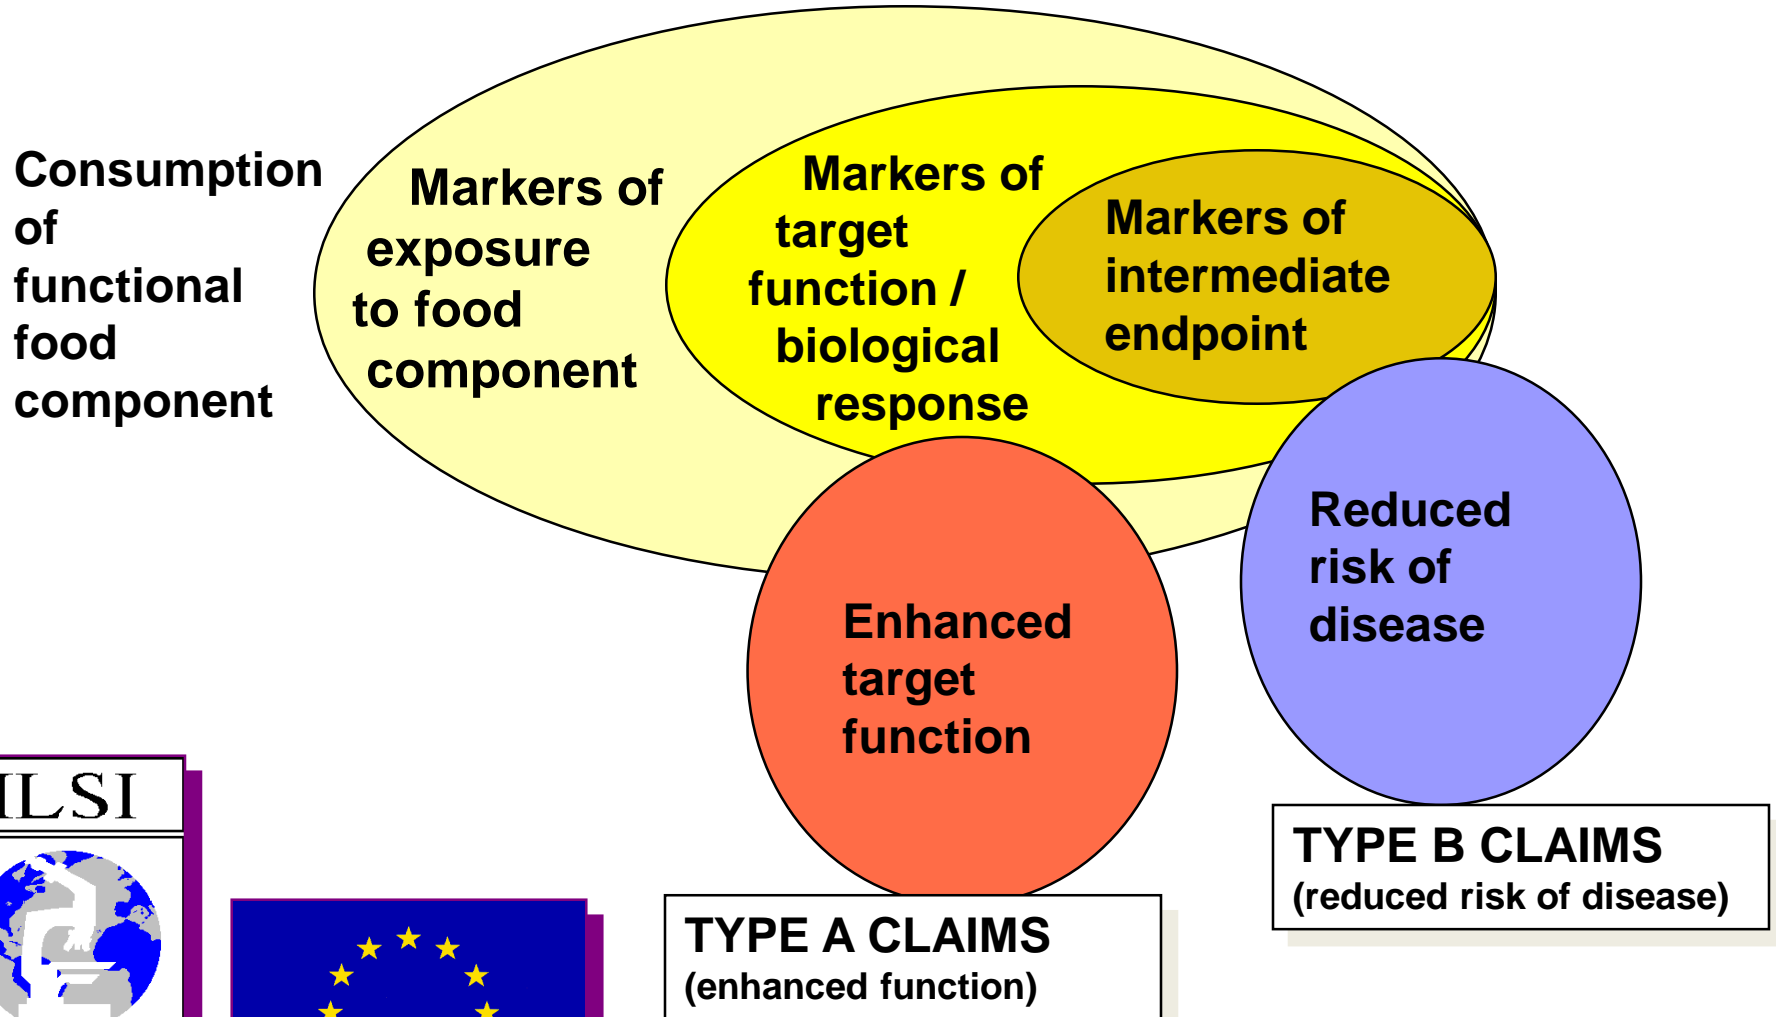 Consumption
of
functional
food
component
Markers of
exposure
to food
component
Markers of
target
function /
biological
response
Markers of
intermediate
endpoint
Enhanced
target
function
Reduced
risk of
disease
TYPE A CLAIMS
(enhanced function)
TYPE B CLAIMS
(reduced risk of disease)
ILSI